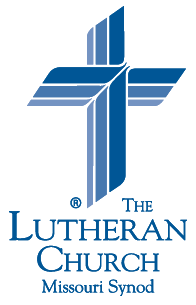 ® THE
LUTHERAN
CHURCH
Missouri Synod